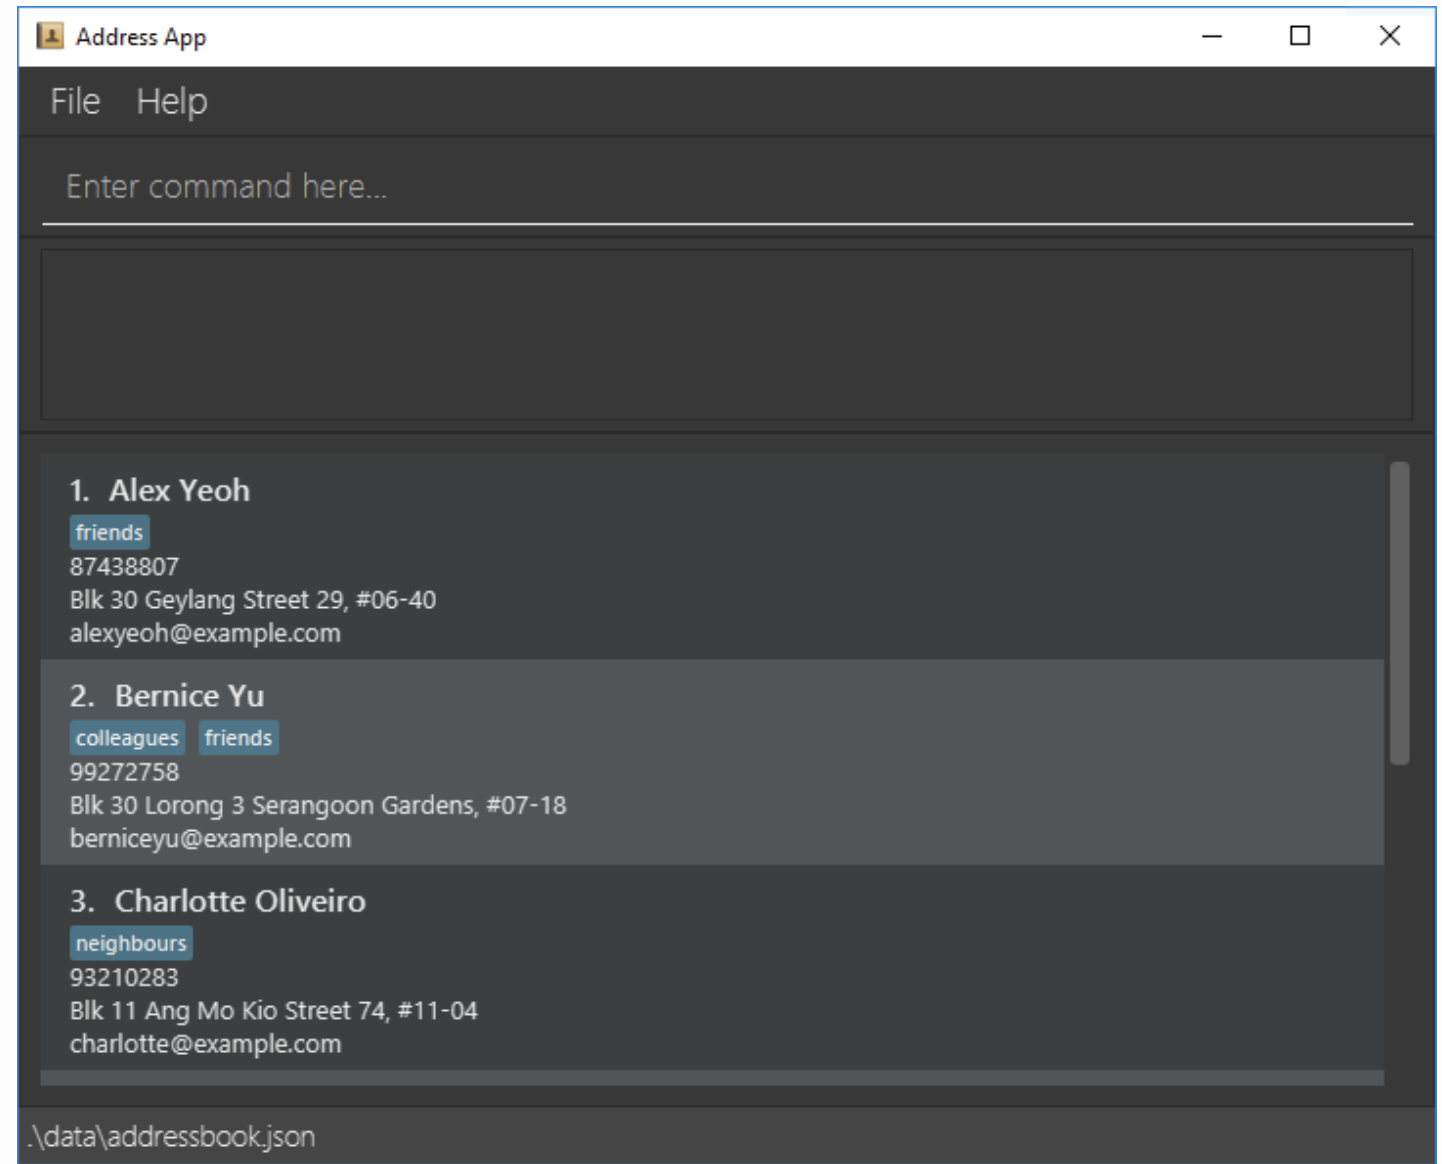 Address App
File Help
Enter command here...
1. Alex Yeoh
friends
87438807
Blk 30 Geylang Street 29, #06-40
alexyeoh@example.com
2. Bernice Yu
colleagues friends
99272758
Blk 30 Lorong 3 Serangoon Gardens, #07-18
berniceyu@example.com
3. Charlotte Oliveiro
neighbours
93210283
Blk 11 Ang Mo Kio Street 74, #11-04
charlotte@example.com
.\data\addressbook.json